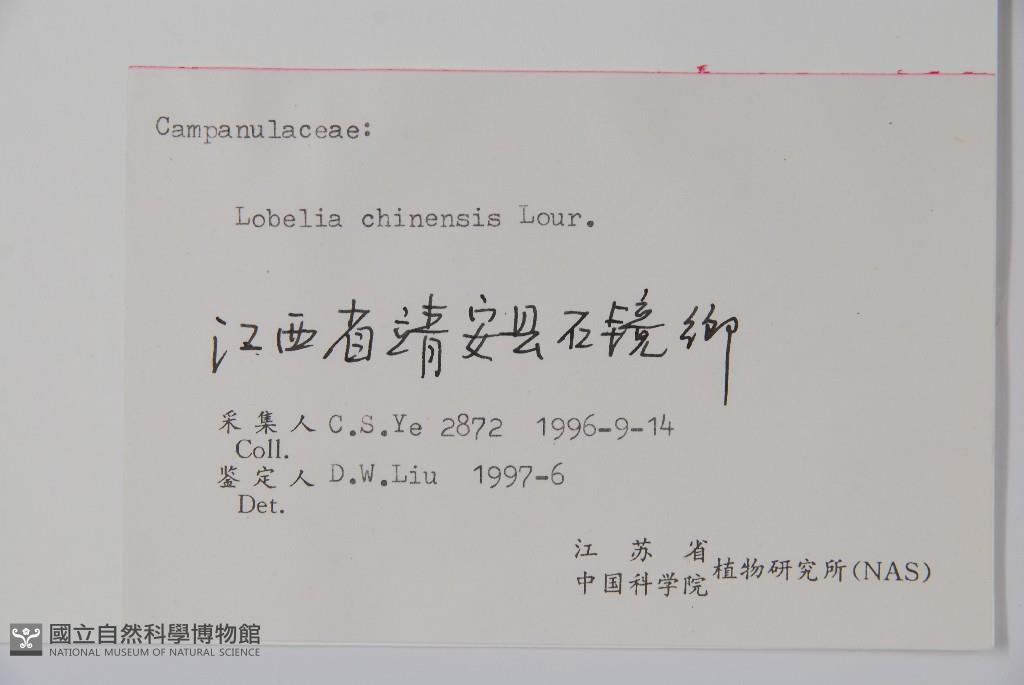 Campanulaceae:
Lobelia chinensis Lour.
江西省靖安县石镜鄉
采集人 C.S.Ye 2872 1996-9-14
Coll.
鉴定人 D.W.Liu 1997-6
Det.
江苏省
中国科学院 植物研究所(NAS)
國立自然科學博物館
NATIONAL MUSEUM OF NATURAL SCIENCE